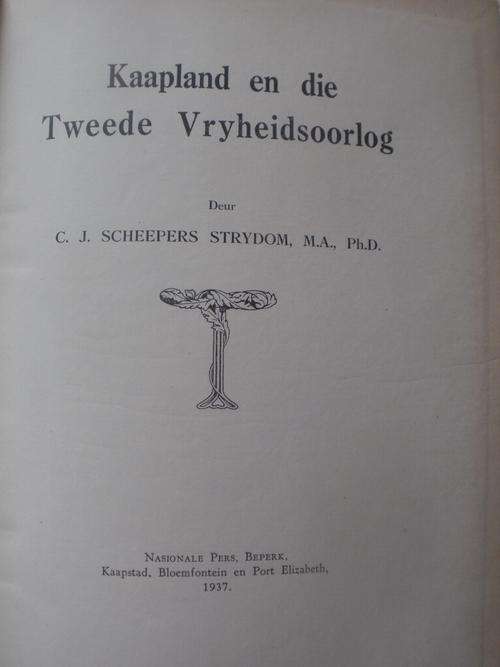 Kaapland en die
Tweede Vryheidsoorlog
Deur
C. J. SCHEEPERS STRYDOM, M.A., Ph.D.
NASIONALE PERS, BEPERK,
Kaapstad, Bloemfontein en Port Elizabeth,
1937.